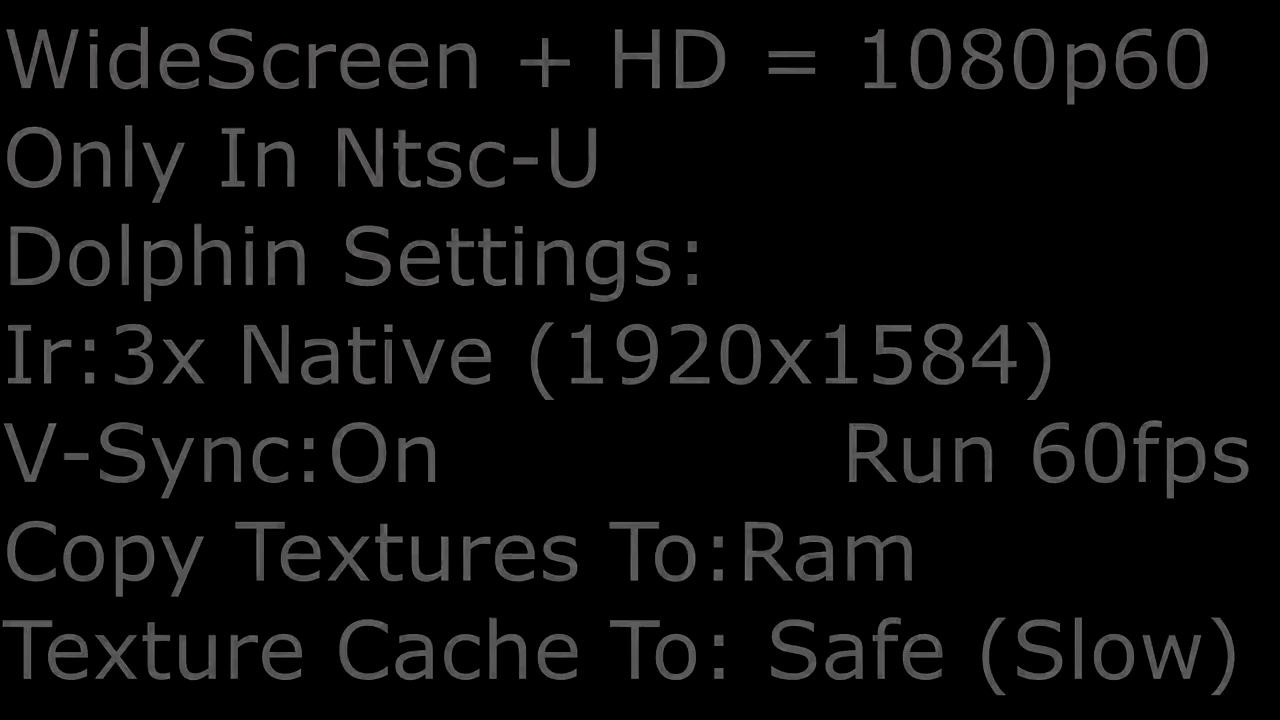 WideScreen + HD = 1080p60
Only In Ntsc-U
Dolphin Settings:
Ir:3x Native (1920x1584)
V-Sync:On Run 60fps
Copy Textures To:Ram
Texture Cache To: Safe (Slow)